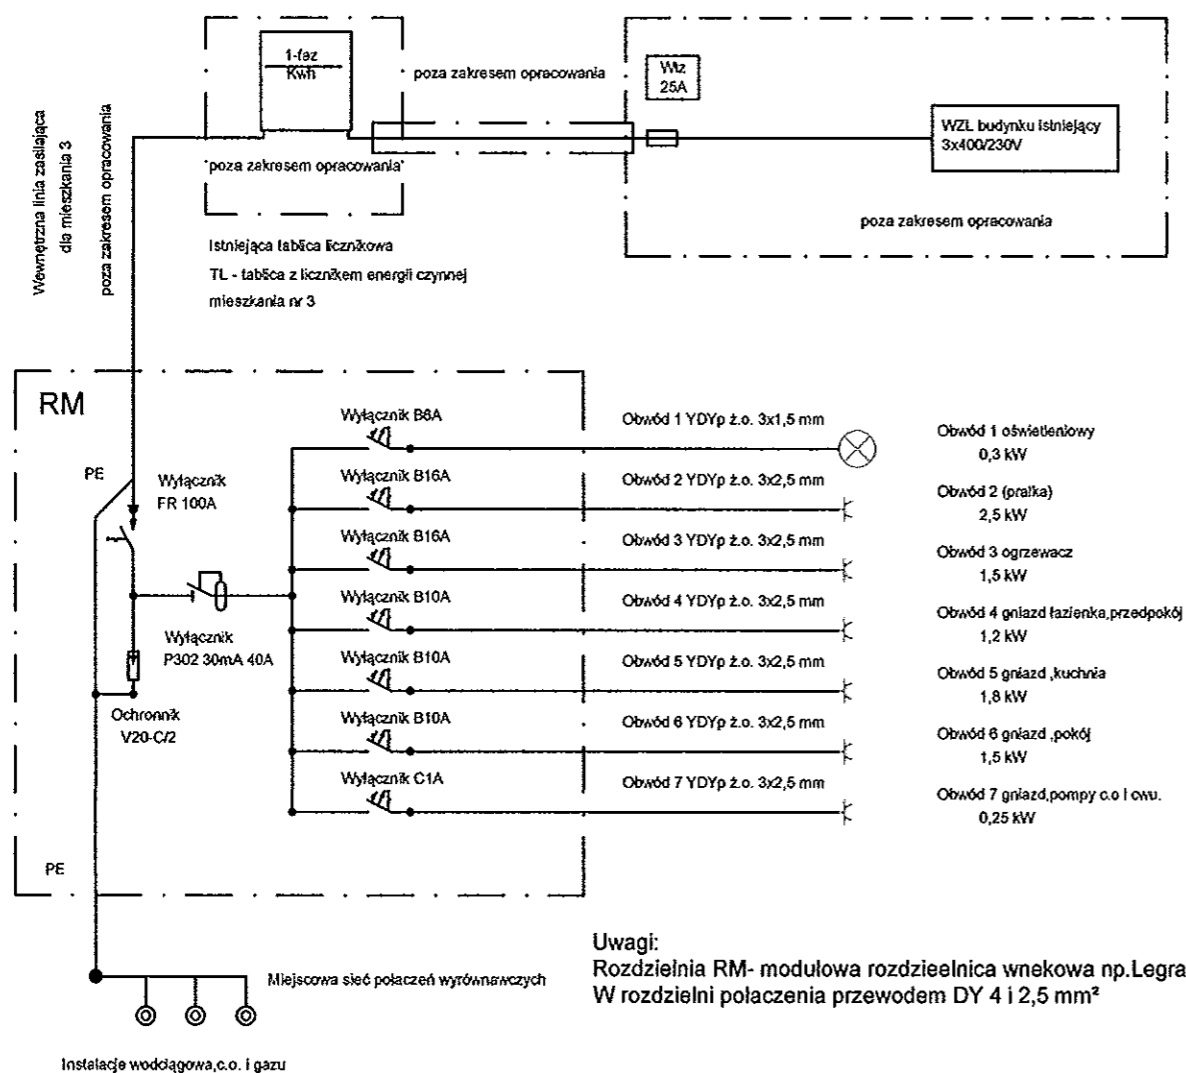 1-faz
Kwh
poza zakresem opracowania
Wtz
25A
WZL budynku istniejący
3x400/230V
poza zakresem opracowania
poza zakresem opracowania
Wewnętrzna linia zasilająca
dla mieszkania 3
poza zakresem opracowania
Istniejąca tablica licznikowa
TL - tablica z licznikem energii czynnej
mieszkania nr 3
RM
PE
Wyłącznik
FR 100A
Wyłącznik
P302 30mA 40A
Ochronnik
V20-C/2
PE
Wyłącznik B6A
Obwód 1 YDYp ż.o. 3x1,5 mm
Obwód 1 oświetleniowy
0,3 kW
Wyłącznik B16A
Obwód 2 YDYp ż.o. 3x2,5 mm
Obwód 2 (pralka)
2,5 kW
Wyłącznik B16A
Obwód 3 YDYp ż.o. 3x2,5 mm
Obwód 3 ogrzewacz
1,5 kW
Wyłącznik B10A
Obwód 4 YDYp ż.o. 3x2,5 mm
Obwód 4 gniazd łazienka,przedpokój
1,2 kW
Wyłącznik B10A
Obwód 5 YDYp ż.o. 3x2,5 mm
Obwód 5 gniazd ,kuchnia
1,8 kW
Wyłącznik B10A
Obwód 6 YDYp ż.o. 3x2,5 mm
Obwód 6 gniazd ,pokój
1,5 kW
Wyłącznik C1A
Obwód 7 YDYp ż.o. 3x2,5 mm
Obwód 7 gniazd,pompy c.o i cwu.
0,25 kW
Miejscowa sieć połaczeń wyrównawczych
Instalacje wodciągowa,c.o. i gazu
Uwagi:
Rozdzielnia RM- modułowa rozdzieelnica wnekowa np.Legra
W rozdzielni połaczenia przewodem DY 4 i 2,5 mm²